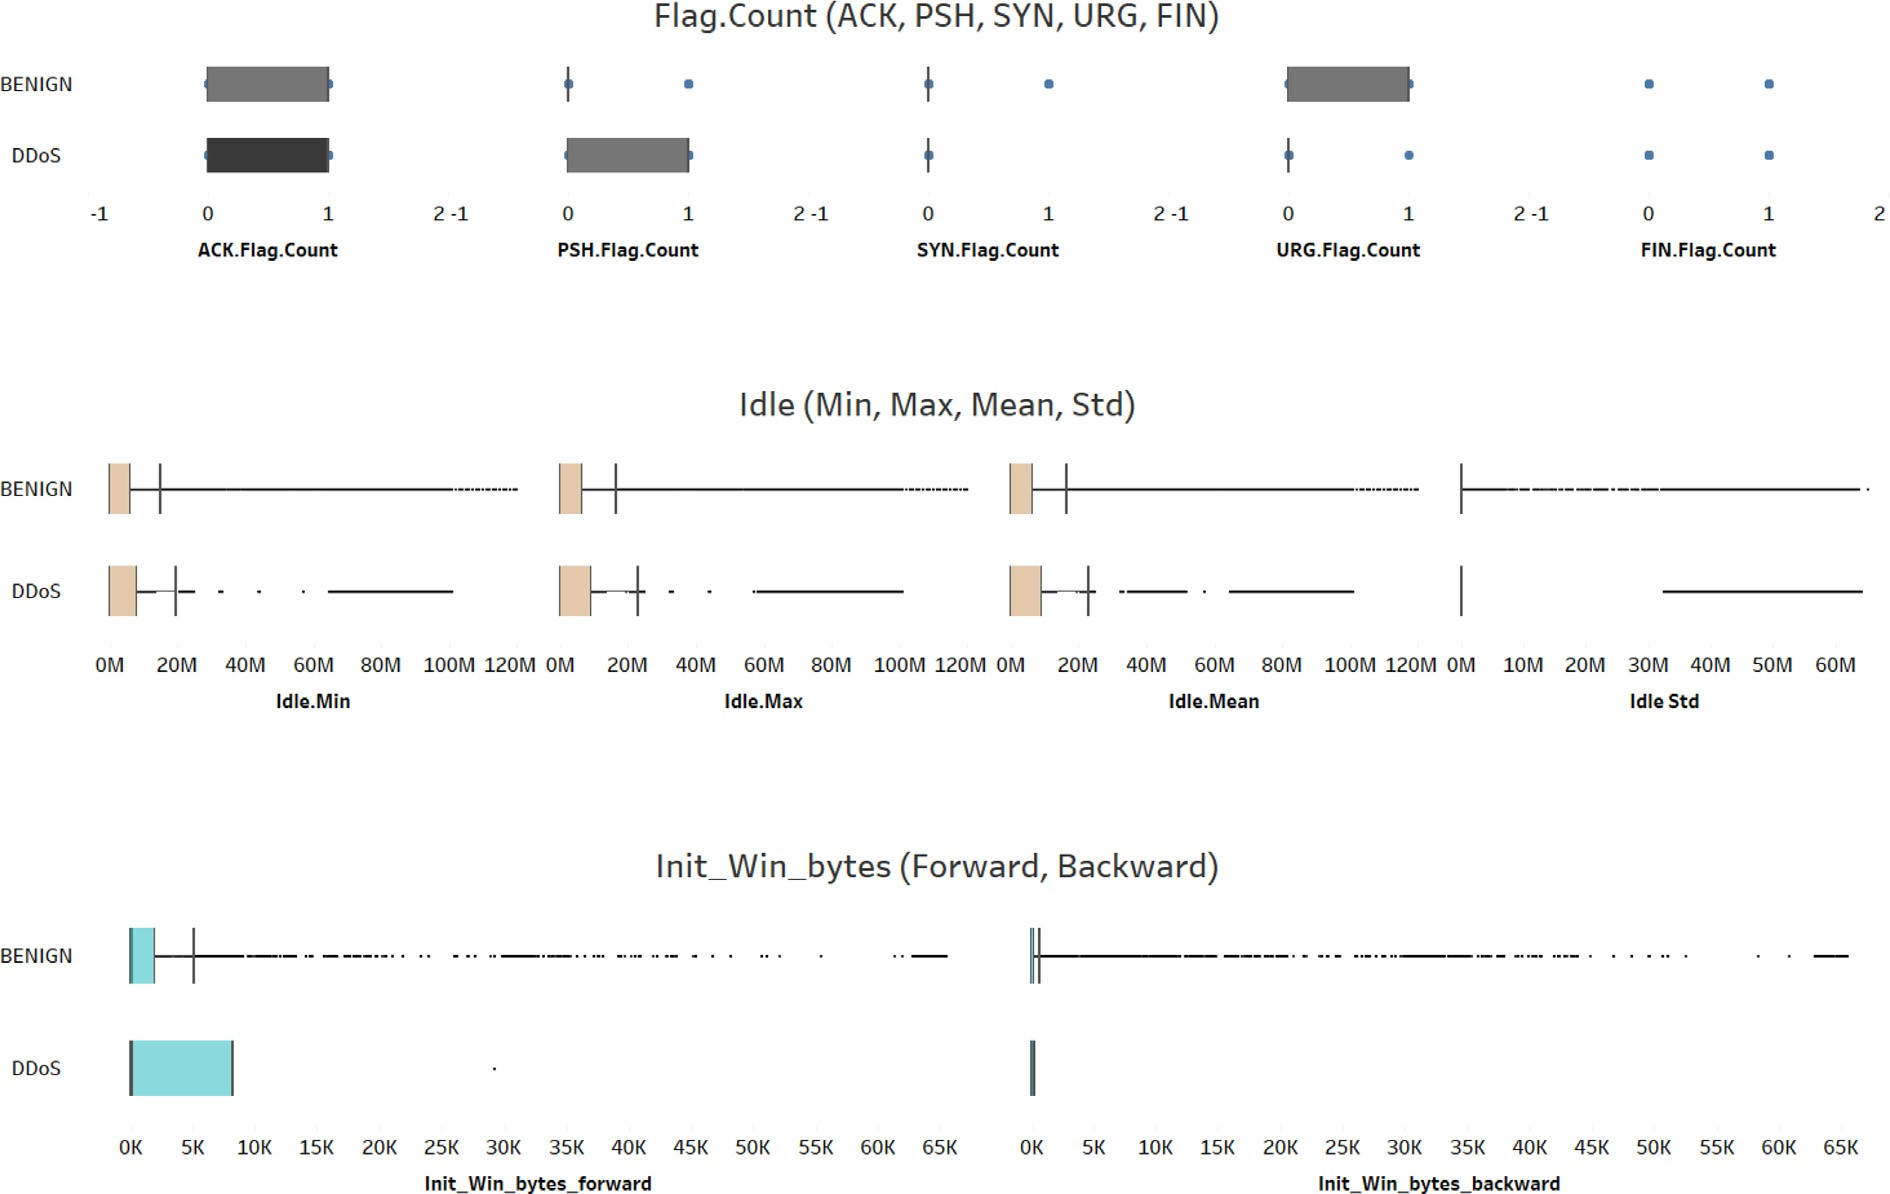 Flag.Count (ACK, PSH, SYN, URG, FIN)
BENIGN
DDoS
-1 0 1 2 -1 0 1 2 -1 0 1 2 -1 0 1 2 -1 0 1 2
ACK.Flag.Count PSH.Flag.Count SYN.Flag.Count URG.Flag.Count FIN.Flag.Count
Idle (Min, Max, Mean, Std)
BENIGN
DDoS
0M 20M 40M 60M 80M 100M 120M 0M 20M 40M 60M 80M 100M 120M 0M 20M 40M 60M 80M 100M 120M 0M 10M 20M 30M 40M 50M 60M
Idle.Min Idle.Max Idle.Mean Idle Std
Init_Win_bytes (Forward, Backward)
BENIGN
DDoS
0K 5K 10K 15K 20K 25K 30K 35K 40K 45K 50K 55K 60K 65K 0K 5K 10K 15K 20K 25K 30K 35K 40K 45K 50K 55K 60K 65K
Init_Win_bytes_forward Init_Win_bytes_backward